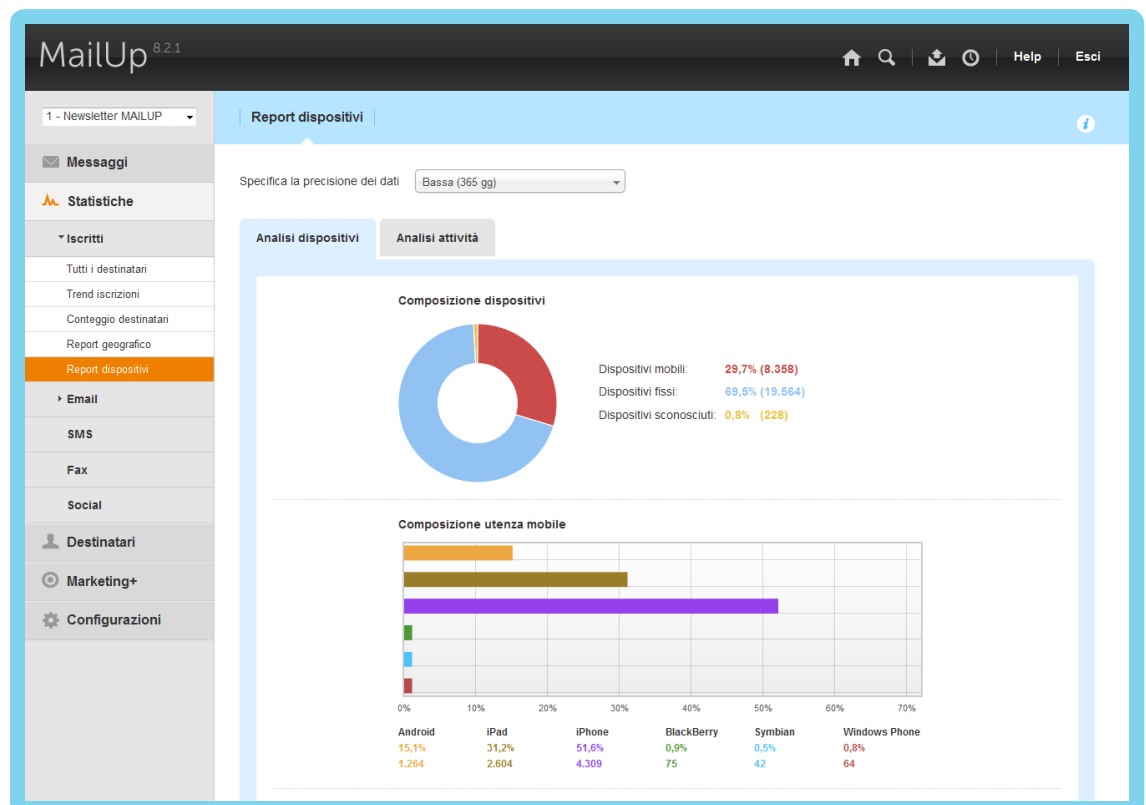 MailUp 8.2.1
Help
Esci
1 - Newsletter MAILUP
Messaggi
Statistiche
Iscritti
Tutti i destinatari
Trend iscrizioni
Conteggio destinatari
Report geografico
Report dispositivi
Email
SMS
Fax
Social
Destinatari
Marketing+
Configurazioni
Report dispositivi
i
Specifica la precisione dei dati
Bassa (365 gg)
Analisi dispositivi
Analisi attività
Composizione dispositivi
Dispositivi mobili: 29,7% (8.358)
Dispositivi fissi: 69,5% (19.564)
Dispositivi sconosciuti: 0,8% (228)
Composizione utenza mobile
0% 10% 20% 30% 40% 50% 60% 70%
Android iPad iPhone BlackBerry Symbian Windows Phone
15,1% 31,2% 51,6% 0,9% 0,5% 0,8%
1.264 2.604 4.309 75 42 64